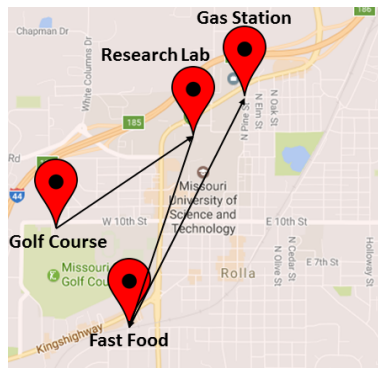 Gas Station
Chapman Dr
Research Lab
White Columns Dr
185
N Pine S
N Elm St
N Oak St
185
Rd
44
Missouri
University of
Science and
Technology
W 10th St
E 10th St
Golf Course
Missouri
Golf Cou
Rolla
N Olive St
N Cedar St
E 7th St
Holloway St
Kingshighway
Fast Food